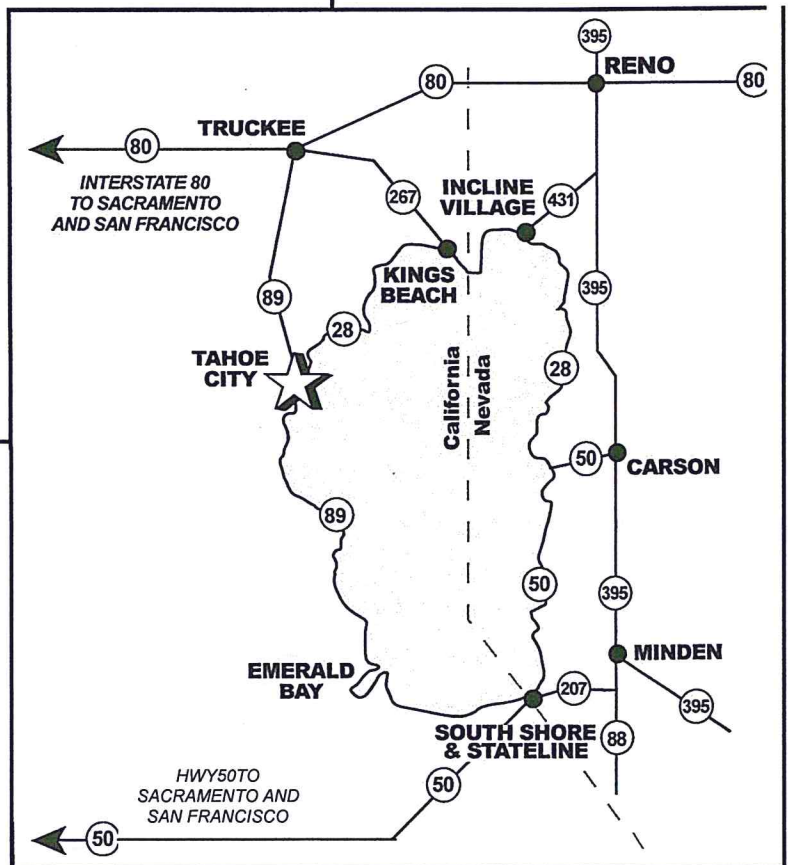 395
RENO
80
80
TRUCKEE
80
INTERSTATE 80
TO SACRAMENTO
AND SAN FRANCISCO
267
INCLINE
VILLAGE
431
KINGS
BEACH
89
395
28
TAHOE
CITY
California
Nevada
28
50
CARSON
89
50
395
MINDEN
EMERALD
BAY
207
395
SOUTH SHORE
& STATELINE
88
HWY50TO
SACRAMENTO AND
SAN FRANCISCO
50
50